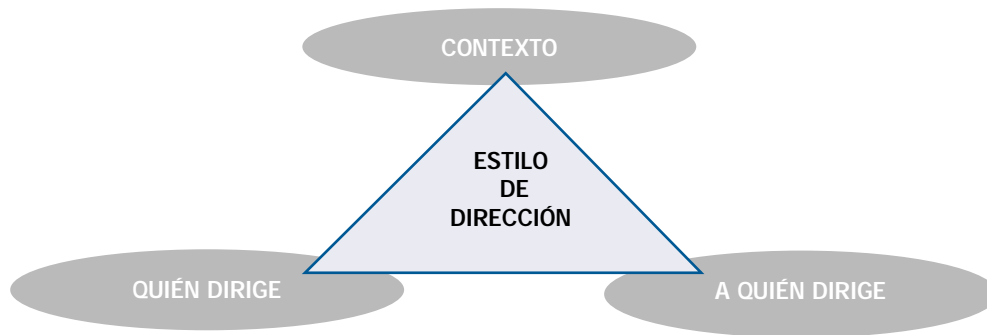 CONTEXTO
ESTILO
DE
DIRECCIÓN
QUIÉN DIRIGE
A QUIÉN DIRIGE